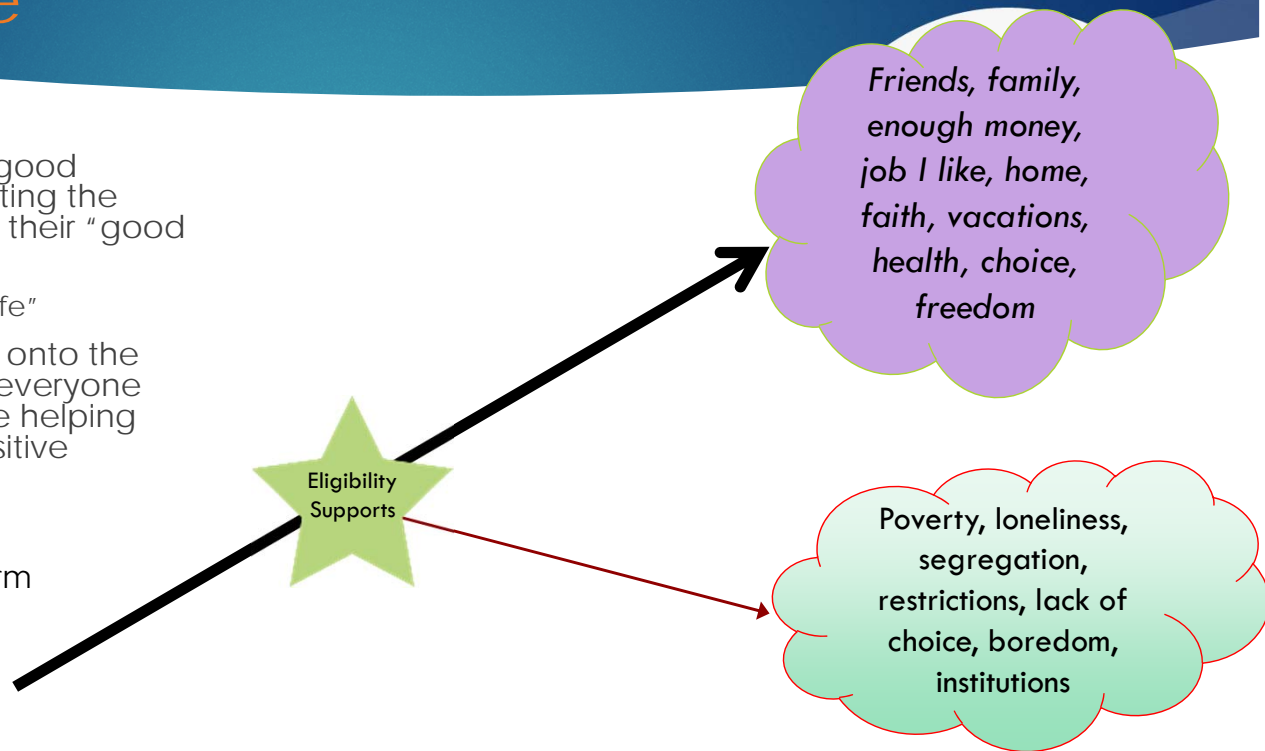 e
good
ting the
their “good
fe”
onto the
everyone
e helping
sitive
rm
Friends, family,
enough money,
job I like, home,
faith, vacations,
health, choice,
freedom
Eligibility
Supports
Poverty, loneliness,
segregation,
restrictions, lack of
choice, boredom,
institutions